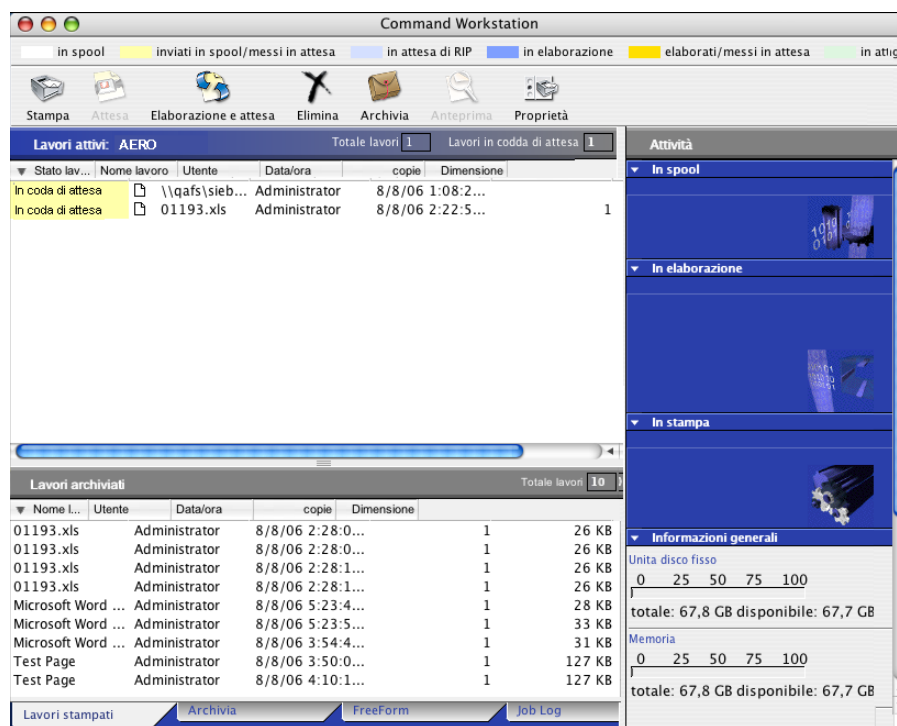 Command Workstation
in spool inviati in spool/messi in attesa in attesa di RIP in elaborazione elaborati/messi in attesa in
Stampa Attesa Elaborazione e attesa Elimina Archivia Anteprima Proprietà
Lavori attivi: AERO Totale lavori 1 Lavori in codda di attesa 1
Stato lav... Nome lavoro Utente Data/ora copie Dimensione
In coda di attesa \\qafs\sieb... Administrator 8/8/06 1:08:2...
In coda di attesa 01193.xls Administrator 8/8/06 2:22:5... 1
Lavori archiviati Totale lavori 10
Nome l... Utente Data/ora copie Dimensione
01193.xls Administrator 8/8/06 2:28:0... 1 26 KB
01193.xls Administrator 8/8/06 2:28:0... 1 26 KB
01193.xls Administrator 8/8/06 2:28:1... 1 26 KB
01193.xls Administrator 8/8/06 2:28:1... 1 26 KB
Microsoft Word ... Administrator 8/8/06 5:23:4... 1 28 KB
Microsoft Word ... Administrator 8/8/06 5:23:5... 1 33 KB
Microsoft Word ... Administrator 8/8/06 3:54:4... 1 31 KB
Test Page Administrator 8/8/06 3:50:0... 1 127 KB
Test Page Administrator 8/8/06 4:10:1... 1 127 KB
Lavori stampati Archivia FreeForm Job Log
Attività
In spool
In elaborazione
In stampa
Informazioni generali
Unita disco fisso
0 25 50 75 100
totale: 67,8 GB disponibile: 67,7 GB
Memoria
0 25 50 75 100
totale: 67,8 GB disponibile: 67,7 GB